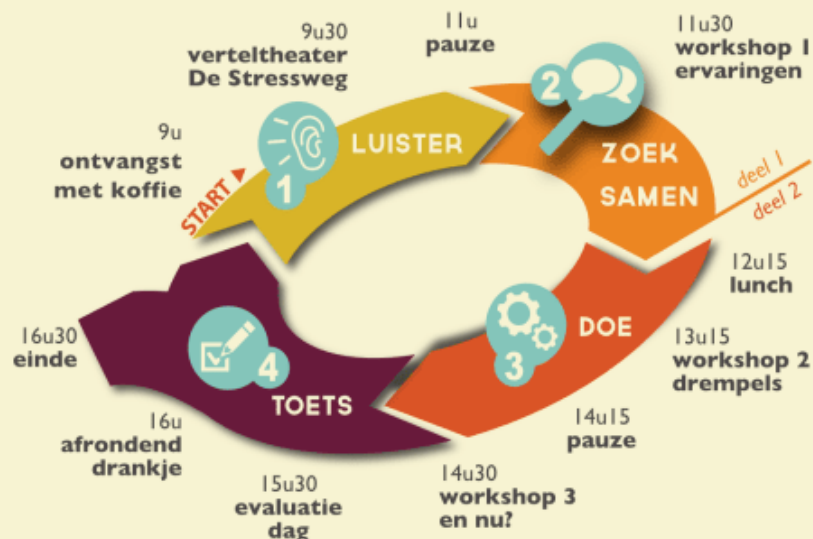 9u
ontvangst
met koffie
START
9u30
verteltheater
De Stressweg
1
LUISTER
11u
pauze
2
ZOEK
SAMEN
11u30
workshop 1
ervaringen
deel 1
deel 2
12u15
lunch
13u15
workshop 2
drempels
DOE
3
14u15
pauze
14u30
workshop 3
en nu?
4
TOETS
15u30
evaluatie
dag
16u
afrondend
drankje
16u30
einde